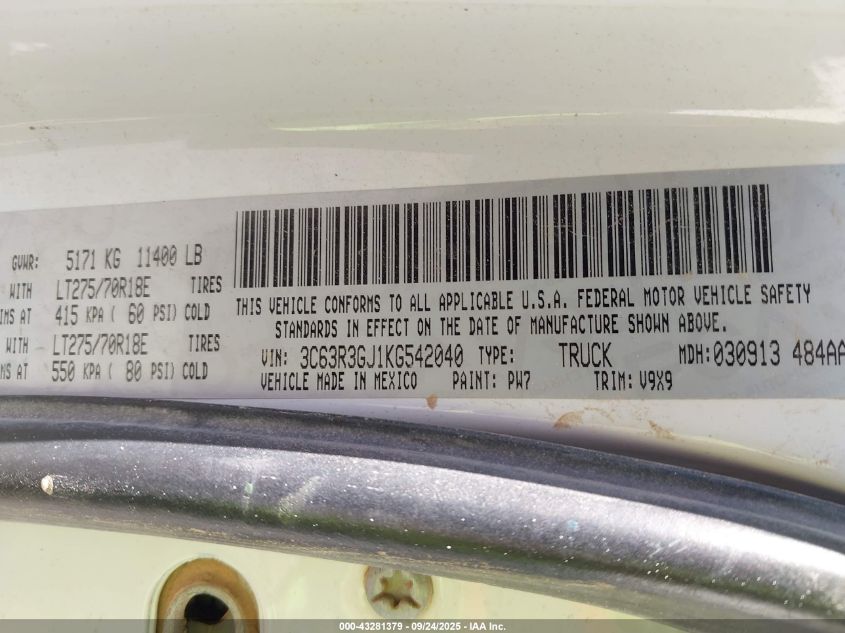 GVWR: 5171 KG 11400 LB
WITH LT275/70R18E TIRES
IMS AT 415 KPA ( 60 PSI) COLD
WITH LT275/70R18E TIRES
IMS AT 550 KPA ( 80 PSI) COLD
THIS VEHICLE CONFORMS TO ALL APPLICABLE U.S.A. FEDERAL MOTOR VEHICLE SAFETY
STANDARDS IN EFFECT ON THE DATE OF MANUFACTURE SHOWN ABOVE.
VIN: 3C63R3GJ1KG542040 TYPE: TRUCK MDH:030913 484AA
VEHICLE MADE IN MEXICO PAINT: PW7 TRIM: V9X9
000-43281379 - 09/24/2025 - IAA Inc.